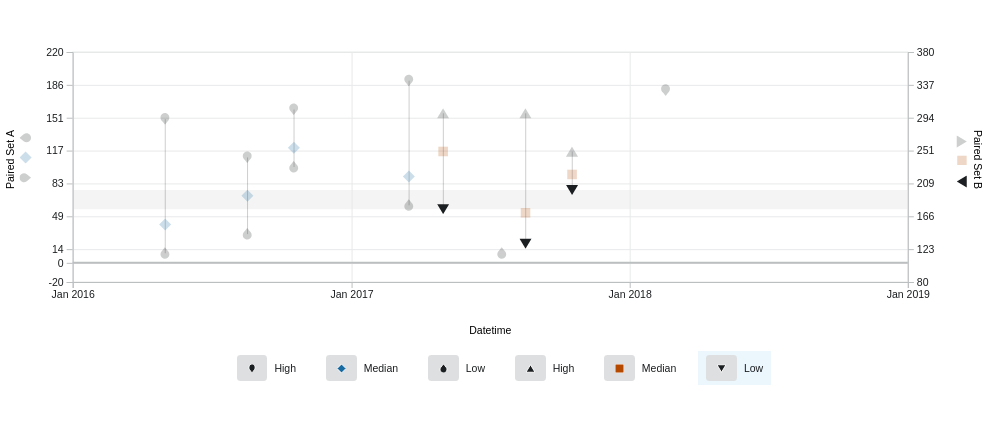 220
186
151
117
83
49
14
0
-20
380
337
294
251
209
166
123
80
Paired Set A
Paired Set B
Jan 2016
Jan 2017
Jan 2018
Jan 2019
Datetime
High
Median
Low
High
Median
Low